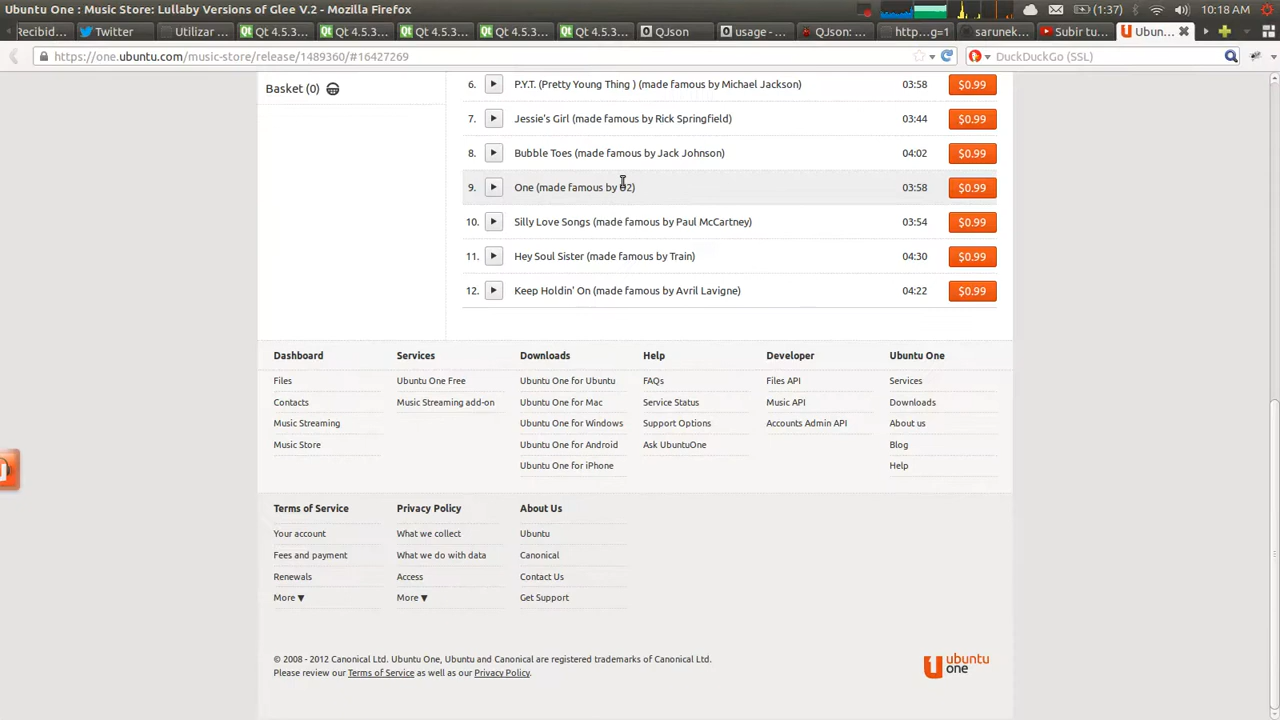 Ubuntu One : Music Store: Lullaby Versions of Glee V.2 - Mozilla Firefox
(1:37) 10:18 AM
Recibid Twitter Utilizar Qt 4.5.3... Qt 4.5.3... Qt 4.5.3... Qt 4.5.3... Qt 4.5.3... QJson usage - ... QJson: ... http...g=1 sarunek... Subir tu... Ubun...
https://one.ubuntu.com/music-store/release/1489360/#16427269 DuckDuckGo (SSL)
Basket (0)
6. P.Y.T. (Pretty Young Thing ) (made famous by Michael Jackson) 03:58 $0.99
7. Jessie's Girl (made famous by Rick Springfield) 03:44 $0.99
8. Bubble Toes (made famous by Jack Johnson) 04:02 $0.99
9. One (made famous by U2) 03:58 $0.99
10. Silly Love Songs (made famous by Paul McCartney) 03:54 $0.99
11. Hey Soul Sister (made famous by Train) 04:30 $0.99
12. Keep Holdin' On (made famous by Avril Lavigne) 04:22 $0.99
Dashboard Services Downloads Help Developer Ubuntu One
Files Ubuntu One Free Ubuntu One for Ubuntu FAQs Files API Services
Contacts Music Streaming add-on Ubuntu One for Mac Service Status Music API Downloads
Music Streaming Ubuntu One for Windows Support Options Accounts Admin API About us
Music Store Ubuntu One for Android Ask UbuntuOne Blog
Ubuntu One for iPhone Help
Terms of Service Privacy Policy About Us
Your account What we collect Ubuntu
Fees and payment What we do with data Canonical
Renewals Access Contact Us
More ▼ More ▼ Get Support
© 2008 - 2012 Canonical Ltd. Ubuntu One, Ubuntu and Canonical are registered trademarks of Canonical Ltd.
Please review our Terms of Service as well as our Privacy Policy.
ubuntu
one